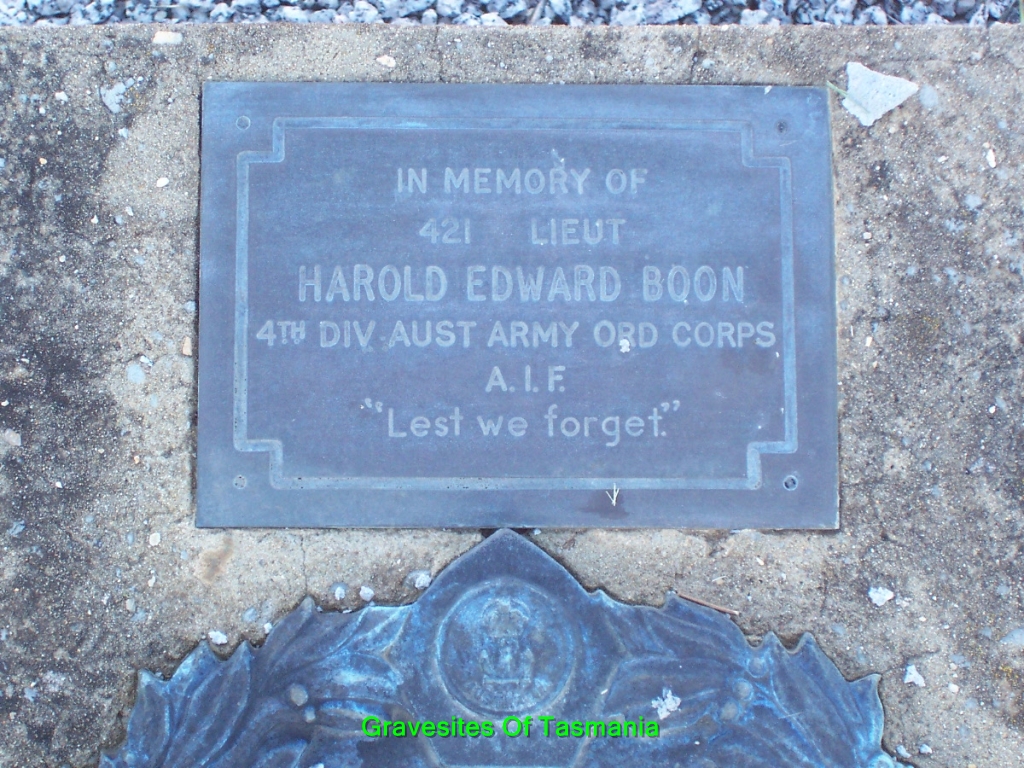 IN MEMORY OF
421 LIEUT
HAROLD EDWARD BOON
4TH DIV. AUST ARMY ORD CORPS
A.I.F.
"Lest we forget."
Gravesites Of Tasmania